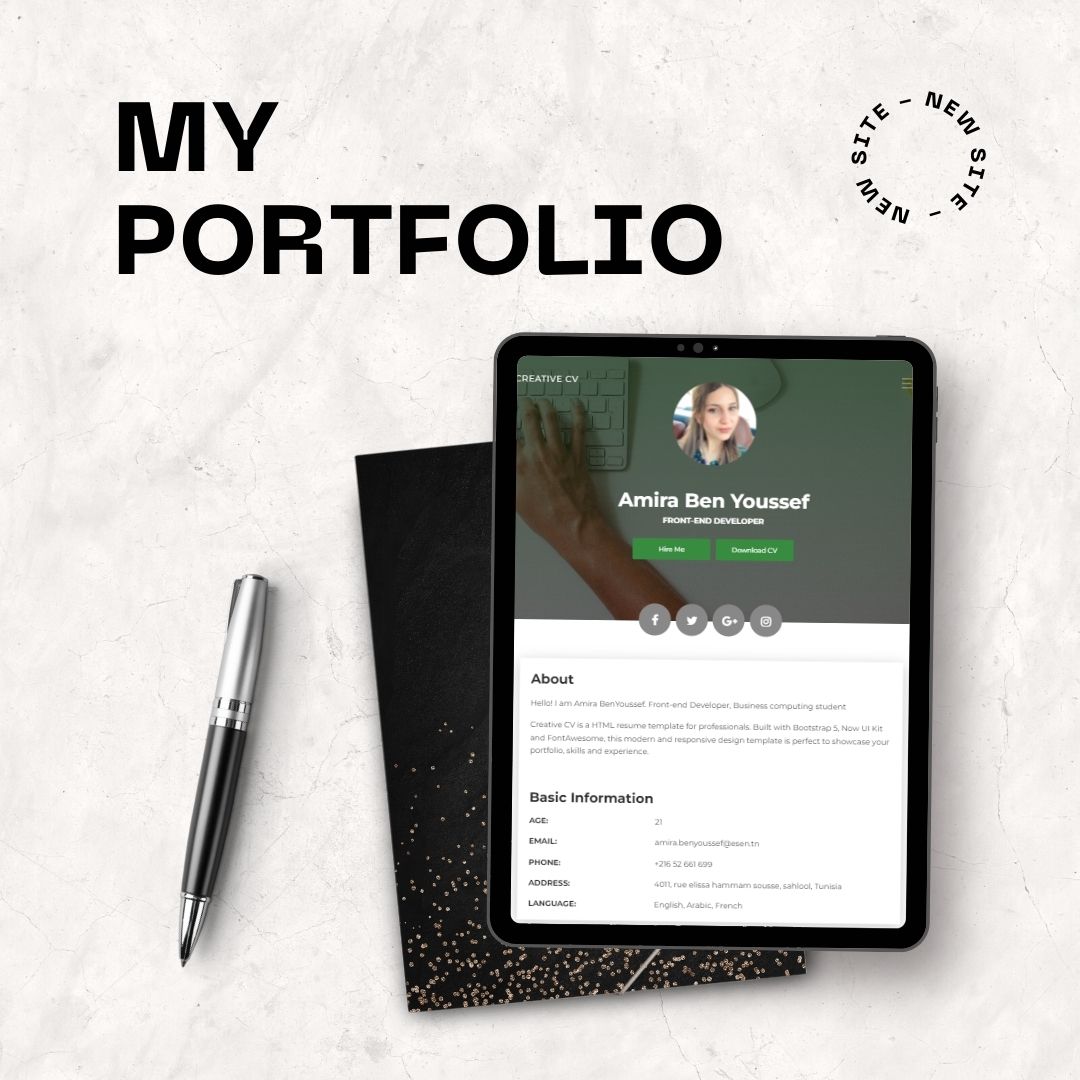 MY
PORTFOLIO
NEW SITE – NEW SITE – NEW SITE –
CREATIVE CV
Amira Ben Youssef
FRONT-END DEVELOPER
Hire Me
Download CV
About
Hello! I am Amira BenYoussef. Front-end Developer, Business computing student
Creative CV is a HTML resume template for professionals. Built with Bootstrap 5, Now UI Kit
and FontAwesome, this modern and responsive design template is perfect to showcase your
portfolio, skills and experience.
Basic Information
AGE: 21
EMAIL: amira.benyoussef@esen.tn
PHONE: +216 52 661 699
ADDRESS: 4011, rue elissa hammam sousse, sahlool, Tunisia
LANGUAGE: English, Arabic, French